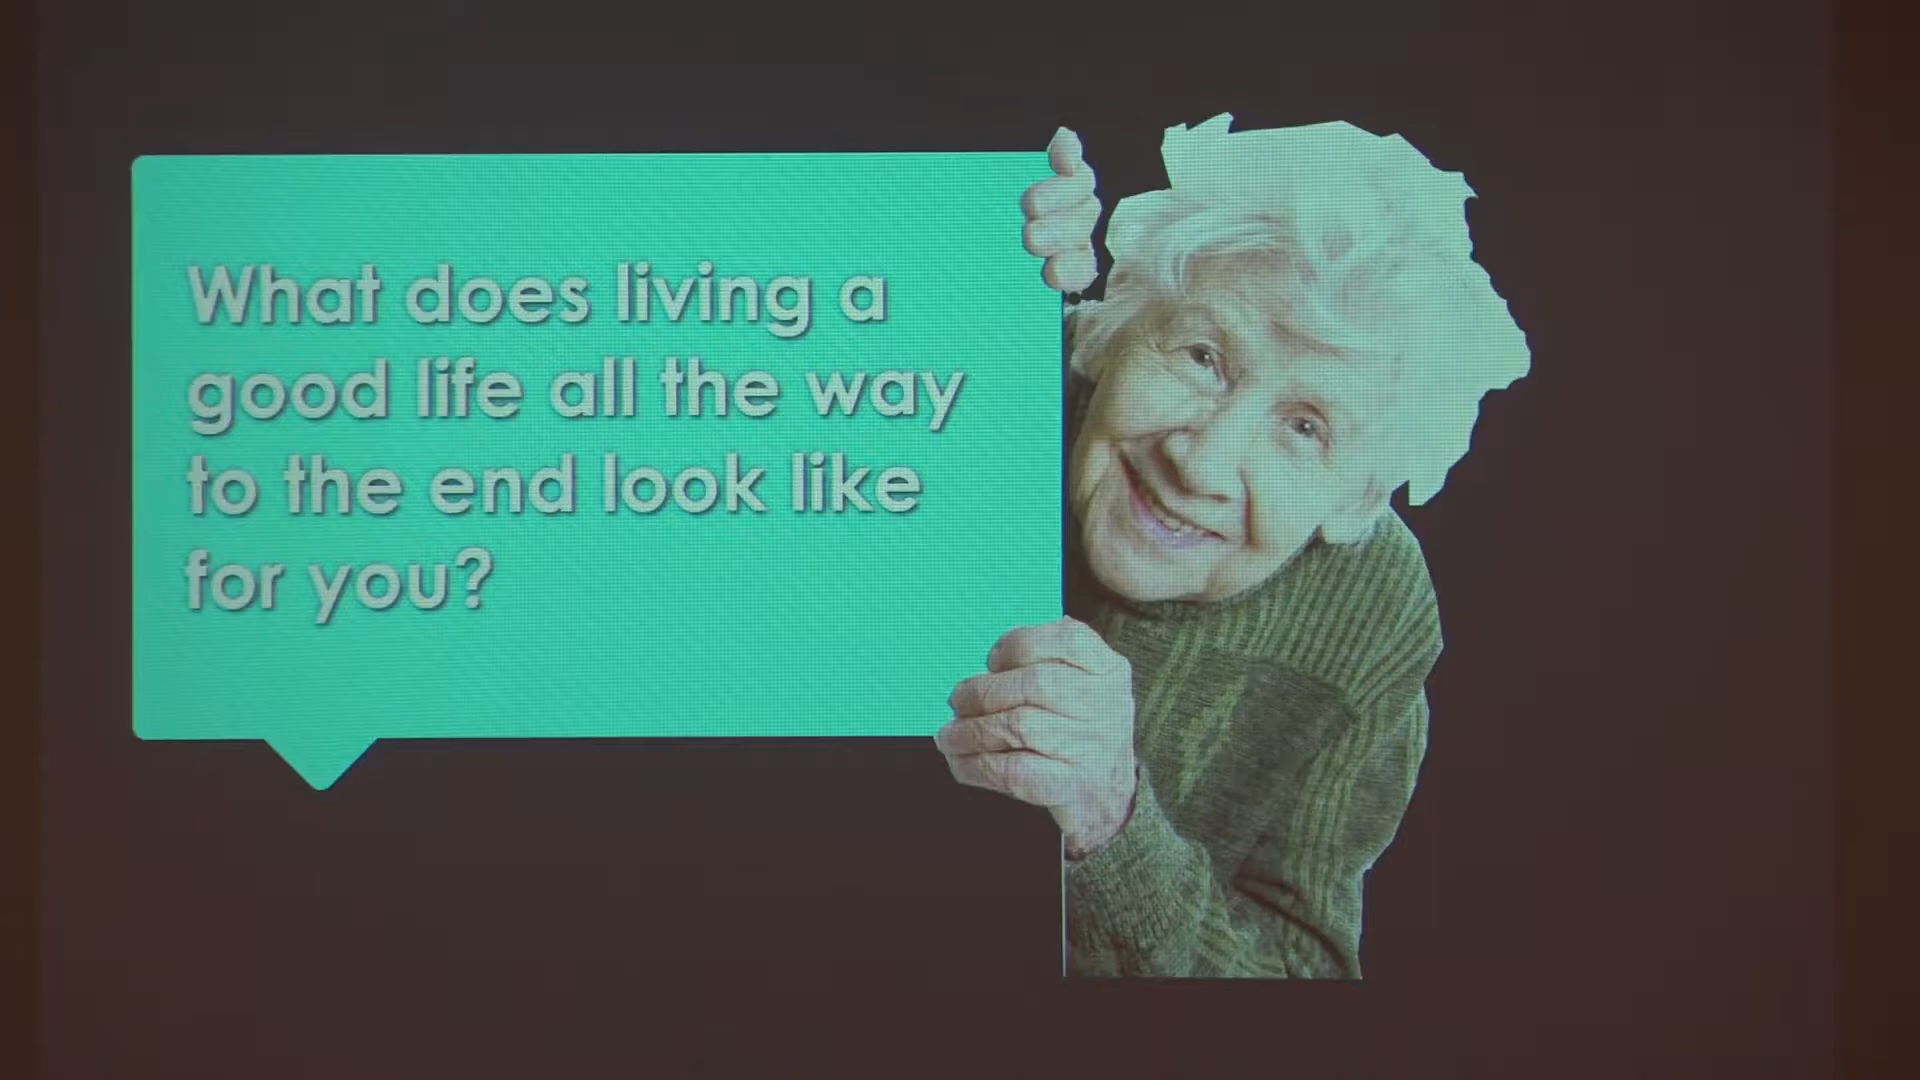 What does living a
good life all the way
to the end look like
for you?